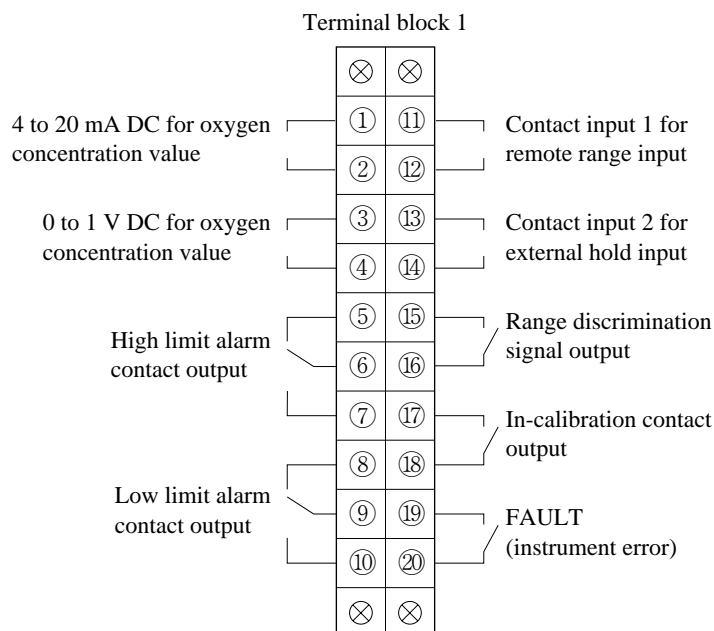 Terminal block 1
4 to 20 mA DC for oxygen
concentration value
0 to 1 V DC for oxygen
concentration value
High limit alarm
contact output
Low limit alarm
contact output
① ⑪
② ⑫
③ ⑬
④ ⑭
⑤ ⑮
⑥ ⑯
⑦ ⑰
⑧ ⑱
⑨ ⑲
⑩ ⑳
Contact input 1 for
remote range input
Contact input 2 for
external hold input
Range discrimination
signal output
In-calibration contact
output
FAULT
(instrument error)